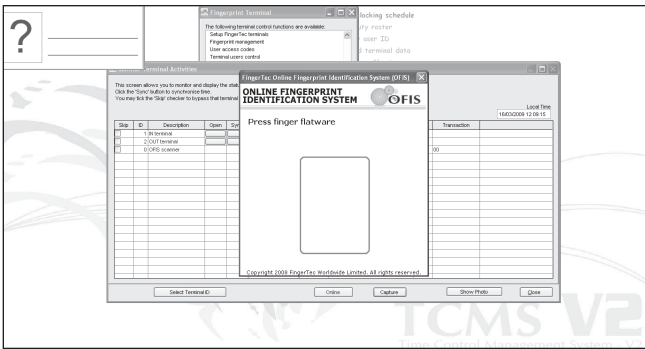 ?
Fingerprint Terminal
The following terminal control functions are available:
Setup FingerTec terminals
Fingerprint management
User access codes
Terminal users control
locking schedule
uty roster
user ID
d terminal data
Terminal Activities
This screen allows you to monitor and display the
Click the 'Sync' button to synchronise time.
You may tick the 'Skip' checker to bypass that terminal
FingerTec Online Fingerprint Identification System (OFIS)
ONLINE FINGERPRINT
IDENTIFICATION SYSTEM
OFIS
Press finger flatware
Local Time
16/03/2009 12:09:15
Skip ID Description Open Transaction
1 IN terminal
2 OUT terminal
0 OFIS scanner 00
Copyright 2008 FingerTec Worldwide Limited. All rights reserved.
Select Terminal ID Online Capture Show Photo Close
TCMS V2
Time Control Management System - V2